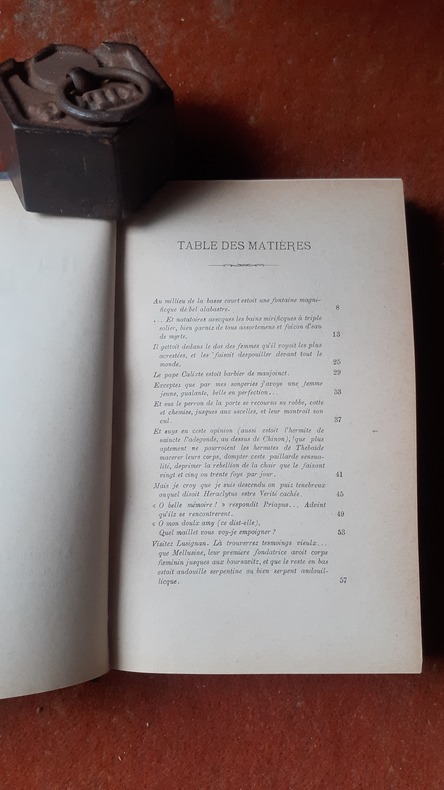 TABLE DES MATIÈRES
Au milieu de la basse court estoit une fontaine magni-
ficque de bel alabastre. 8
... Et natatoires avecques les bains mirificques à triple
solier, bien garniz de tous assortemens et foizon d'eau
de myrte. 13
Il gettoit dedans le dos des femmes qu'il voyoit les plus
acrestées, et les faisoit despouiller devant tout le
monde. 25
Le pape Calixte estoit barbier de maujoinct. 29
Exceptez que par mes songeries j'avoye une femme
jeune, gualante, belle en perfection... 33
Et sus le perron de la porte se recoursa sa robbe, cotte
et chemise, jusques aux escelles, et leur montroit son
cul. 37
Et suys en ceste opinion (aussi estoit l'hermite de
saincte Radegonde, au dessus de Chinon), que plus
aptement ne pourroient les hermites de Thebaide
macerer leurs corps, dompter ceste paillarde sensua-
lité, deprimer la rebellion de la chair que le faisant
vingt et cinq ou trente foys par jour. 41
Mais je croy que je suis descendu on puiz tenebreux
onquel disoit Heraclytus estre Verité cachée. 45
« O belle mémoire! » respondit Priapus... Advint
qu'ilz se rencontrerent. 49
« O mon doulx amy (ce dist-elle),
Quel maillet vous voy-je empoigner? 53
Visitez Lusignan. Là trouverez tesmoings vieulx...
que Mellusine, leur premiere fondatrice avoit corps
fœminin jusques aux boursavitz, et que le reste en bas
estoit andouille serpentine ou bien serpent andouil-
licque. 57